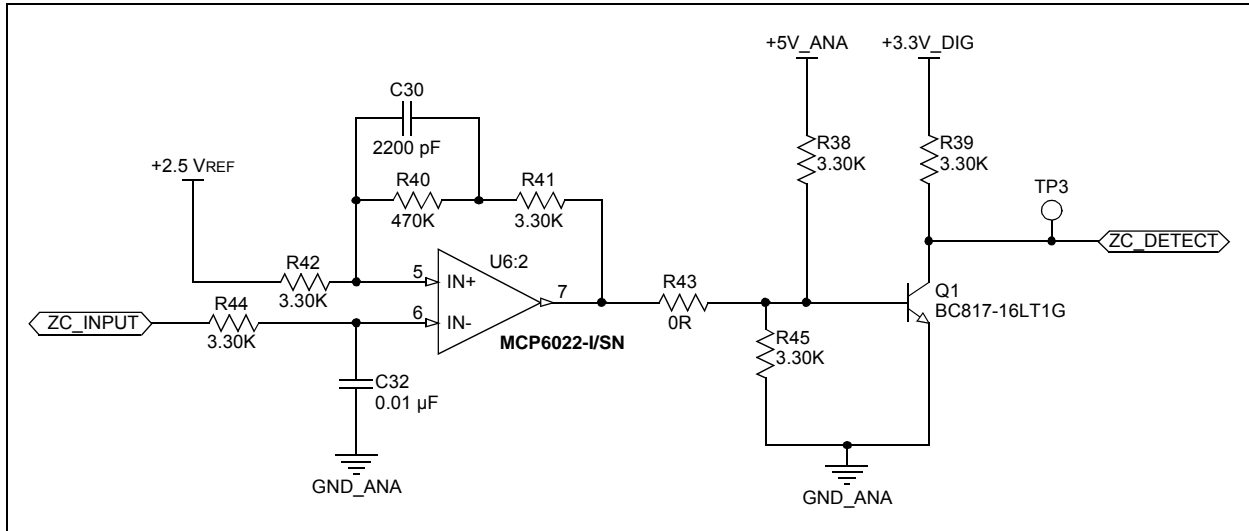 +5V_ANA
+3.3V_DIG
C30
2200 pF
R38
3.30K
R39
3.30K
+2.5 VREF
R40
470K
R41
3.30K
TP3
ZC_DETECT
U6:2
R42
3.30K
5
IN+
7
R43
0R
Q1
BC817-16LT1G
ZC_INPUT
R44
3.30K
6
IN-
MCP6022-I/SN
R45
3.30K
C32
0.01 µF
GND_ANA
GND_ANA